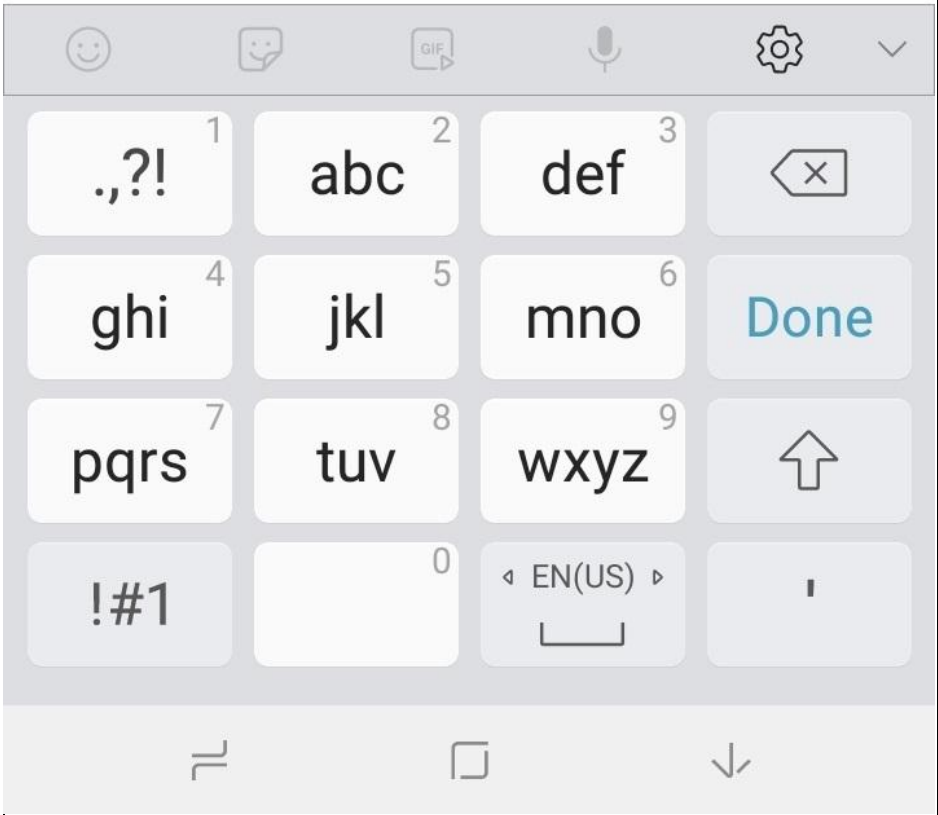 GIF
1 2 3
.,?! abc def
4 5 6
ghi jkl mno Done
7 8 9
pqrs tuv wxyz
0
!#1 EN(US) '